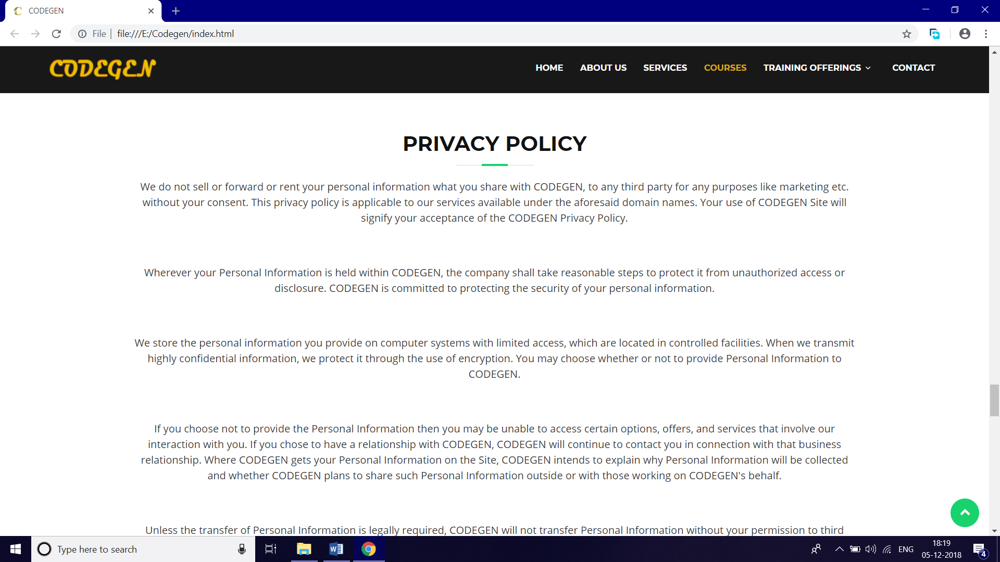 CODEGEN
File
file:///E:/Codegen/index.html
CODEGEN
HOME ABOUT US SERVICES COURSES TRAINING OFFERINGS CONTACT
PRIVACY POLICY
We do not sell or forward or rent your personal information what you share with CODEGEN, to any third party for any purposes like marketing etc.
without your consent. This privacy policy is applicable to our services available under the aforesaid domain names. Your use of CODEGEN Site will
signify your acceptance of the CODEGEN Privacy Policy.
Wherever your Personal Information is held within CODEGEN, the company shall take reasonable steps to protect it from unauthorized access or
disclosure. CODEGEN is committed to protecting the security of your personal information.
We store the personal information you provide on computer systems with limited access, which are located in controlled facilities. When we transmit
highly confidential information, we protect it through the use of encryption. You may choose whether or not to provide Personal Information to
CODEGEN.
If you choose not to provide the Personal Information then you may be unable to access certain options, offers, and services that involve our
interaction with you. If you chose to have a relationship with CODEGEN, CODEGEN will continue to contact you in connection with that business
relationship. Where CODEGEN gets your Personal Information on the Site, CODEGEN intends to explain why Personal Information will be collected
and whether CODEGEN plans to share such Personal Information outside or with those working on CODEGEN's behalf.
Unless the transfer of Personal Information is legally required, CODEGEN will not transfer Personal Information without your permission to third
Type here to search
ENG
18:19
05-12-2018
4